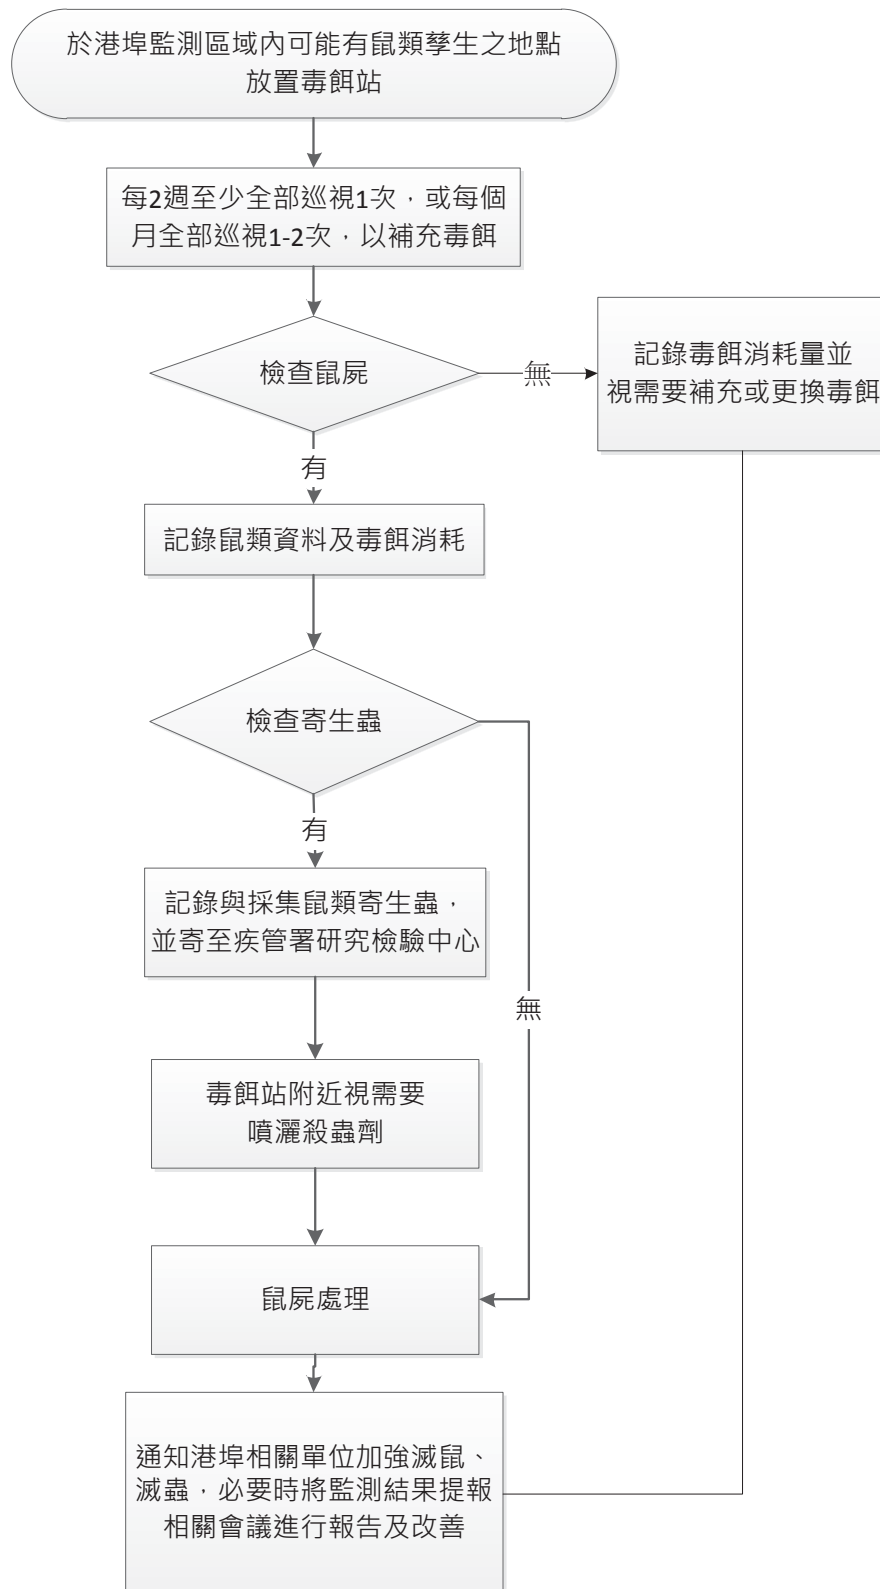 於港埠監測區域內可能有鼠類孳生之地點
放置毒餌站
每2週至少全部巡視1次，或每個
月全部巡視1-2次，以補充毒餌
檢查鼠屍
無
記錄毒餌消耗量並
視需要補充或更換毒餌
有
記錄鼠類資料及毒餌消耗
檢查寄生蟲
有
記錄與採集鼠類寄生蟲，
並寄至疾管署研究檢驗中心
無
毒餌站附近視需要
噴灑殺蟲劑
鼠屍處理
通知港埠相關單位加強滅鼠、
滅蟲，必要時將監測結果提報
相關會議進行報告及改善